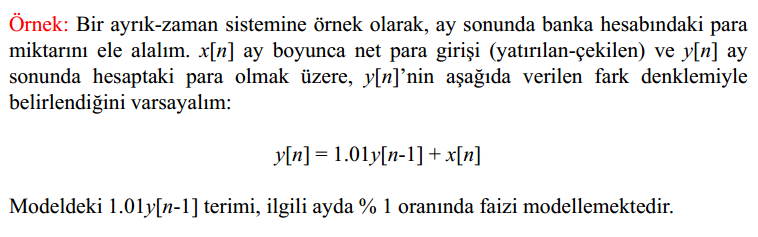 Örnek: Bir ayrık-zaman sistemine örnek olarak, ay sonunda banka hesabındaki para
miktarını ele alalım. x[n] ay boyunca net para girişi (yatırılan-çekilen) ve y[n] ay
sonunda hesaptaki para olmak üzere, y[n]’nin aşağıda verilen fark denklemiyle
belirlendiğini varsayalım:
y[n] = 1.01y[n-1] + x[n]
Modeldeki 1.01y[n-1] terimi, ilgili ayda % 1 oranında faizi modellemektedir.